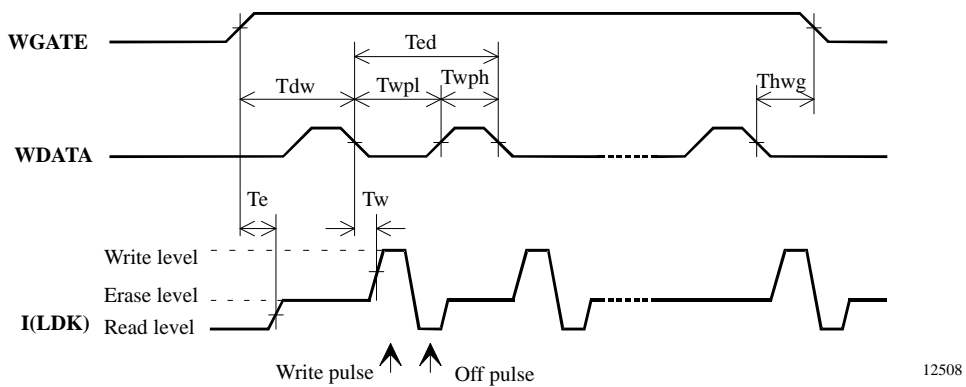 WGATE
Ted
Tdw
Twpl
Twph
Thwg
WDATA
Te
Tw
Write level
Erase level
I(LDK)
Read level
Write pulse
Off pulse
12508